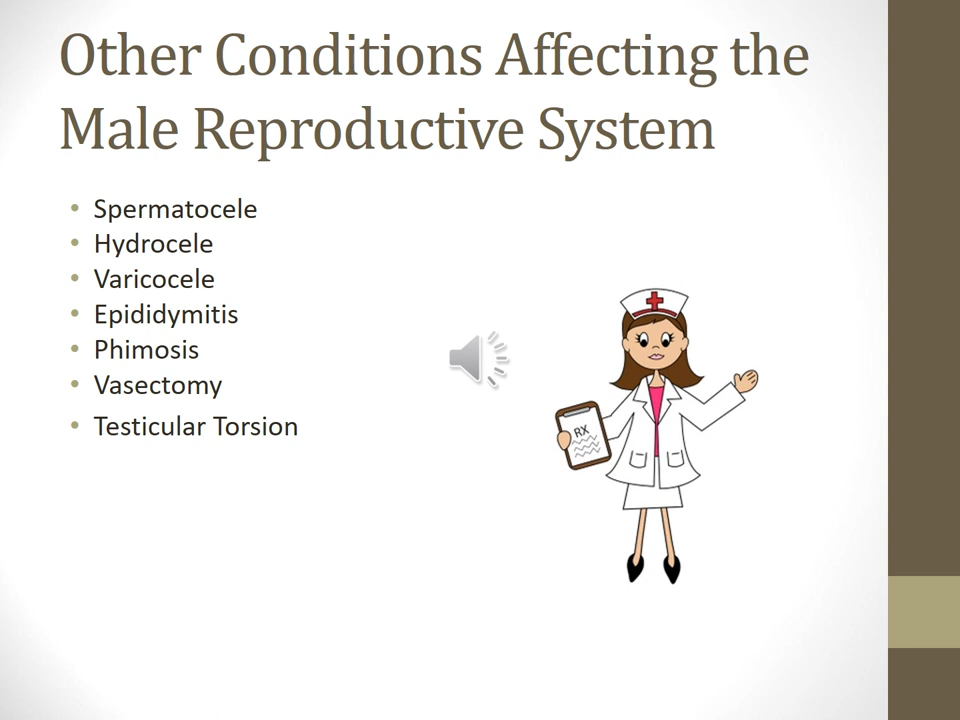 Other Conditions Affecting the
Male Reproductive System
• Spermatocele
• Hydrocele
• Varicocele
• Epididymitis
• Phimosis
• Vasectomy
• Testicular Torsion
RX